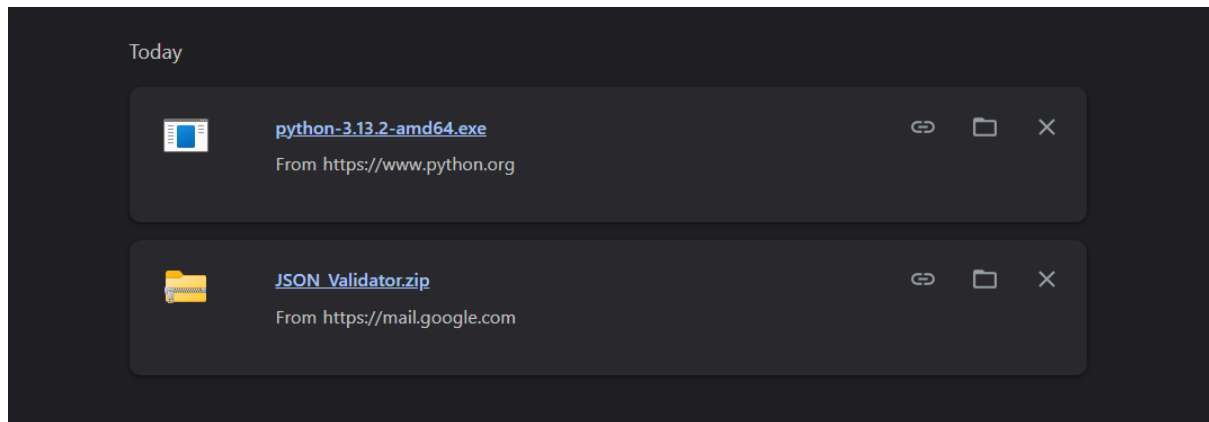 Today
python-3.13.2-amd64.exe
From https://www.python.org
JSON_Validator.zip
From https://mail.google.com